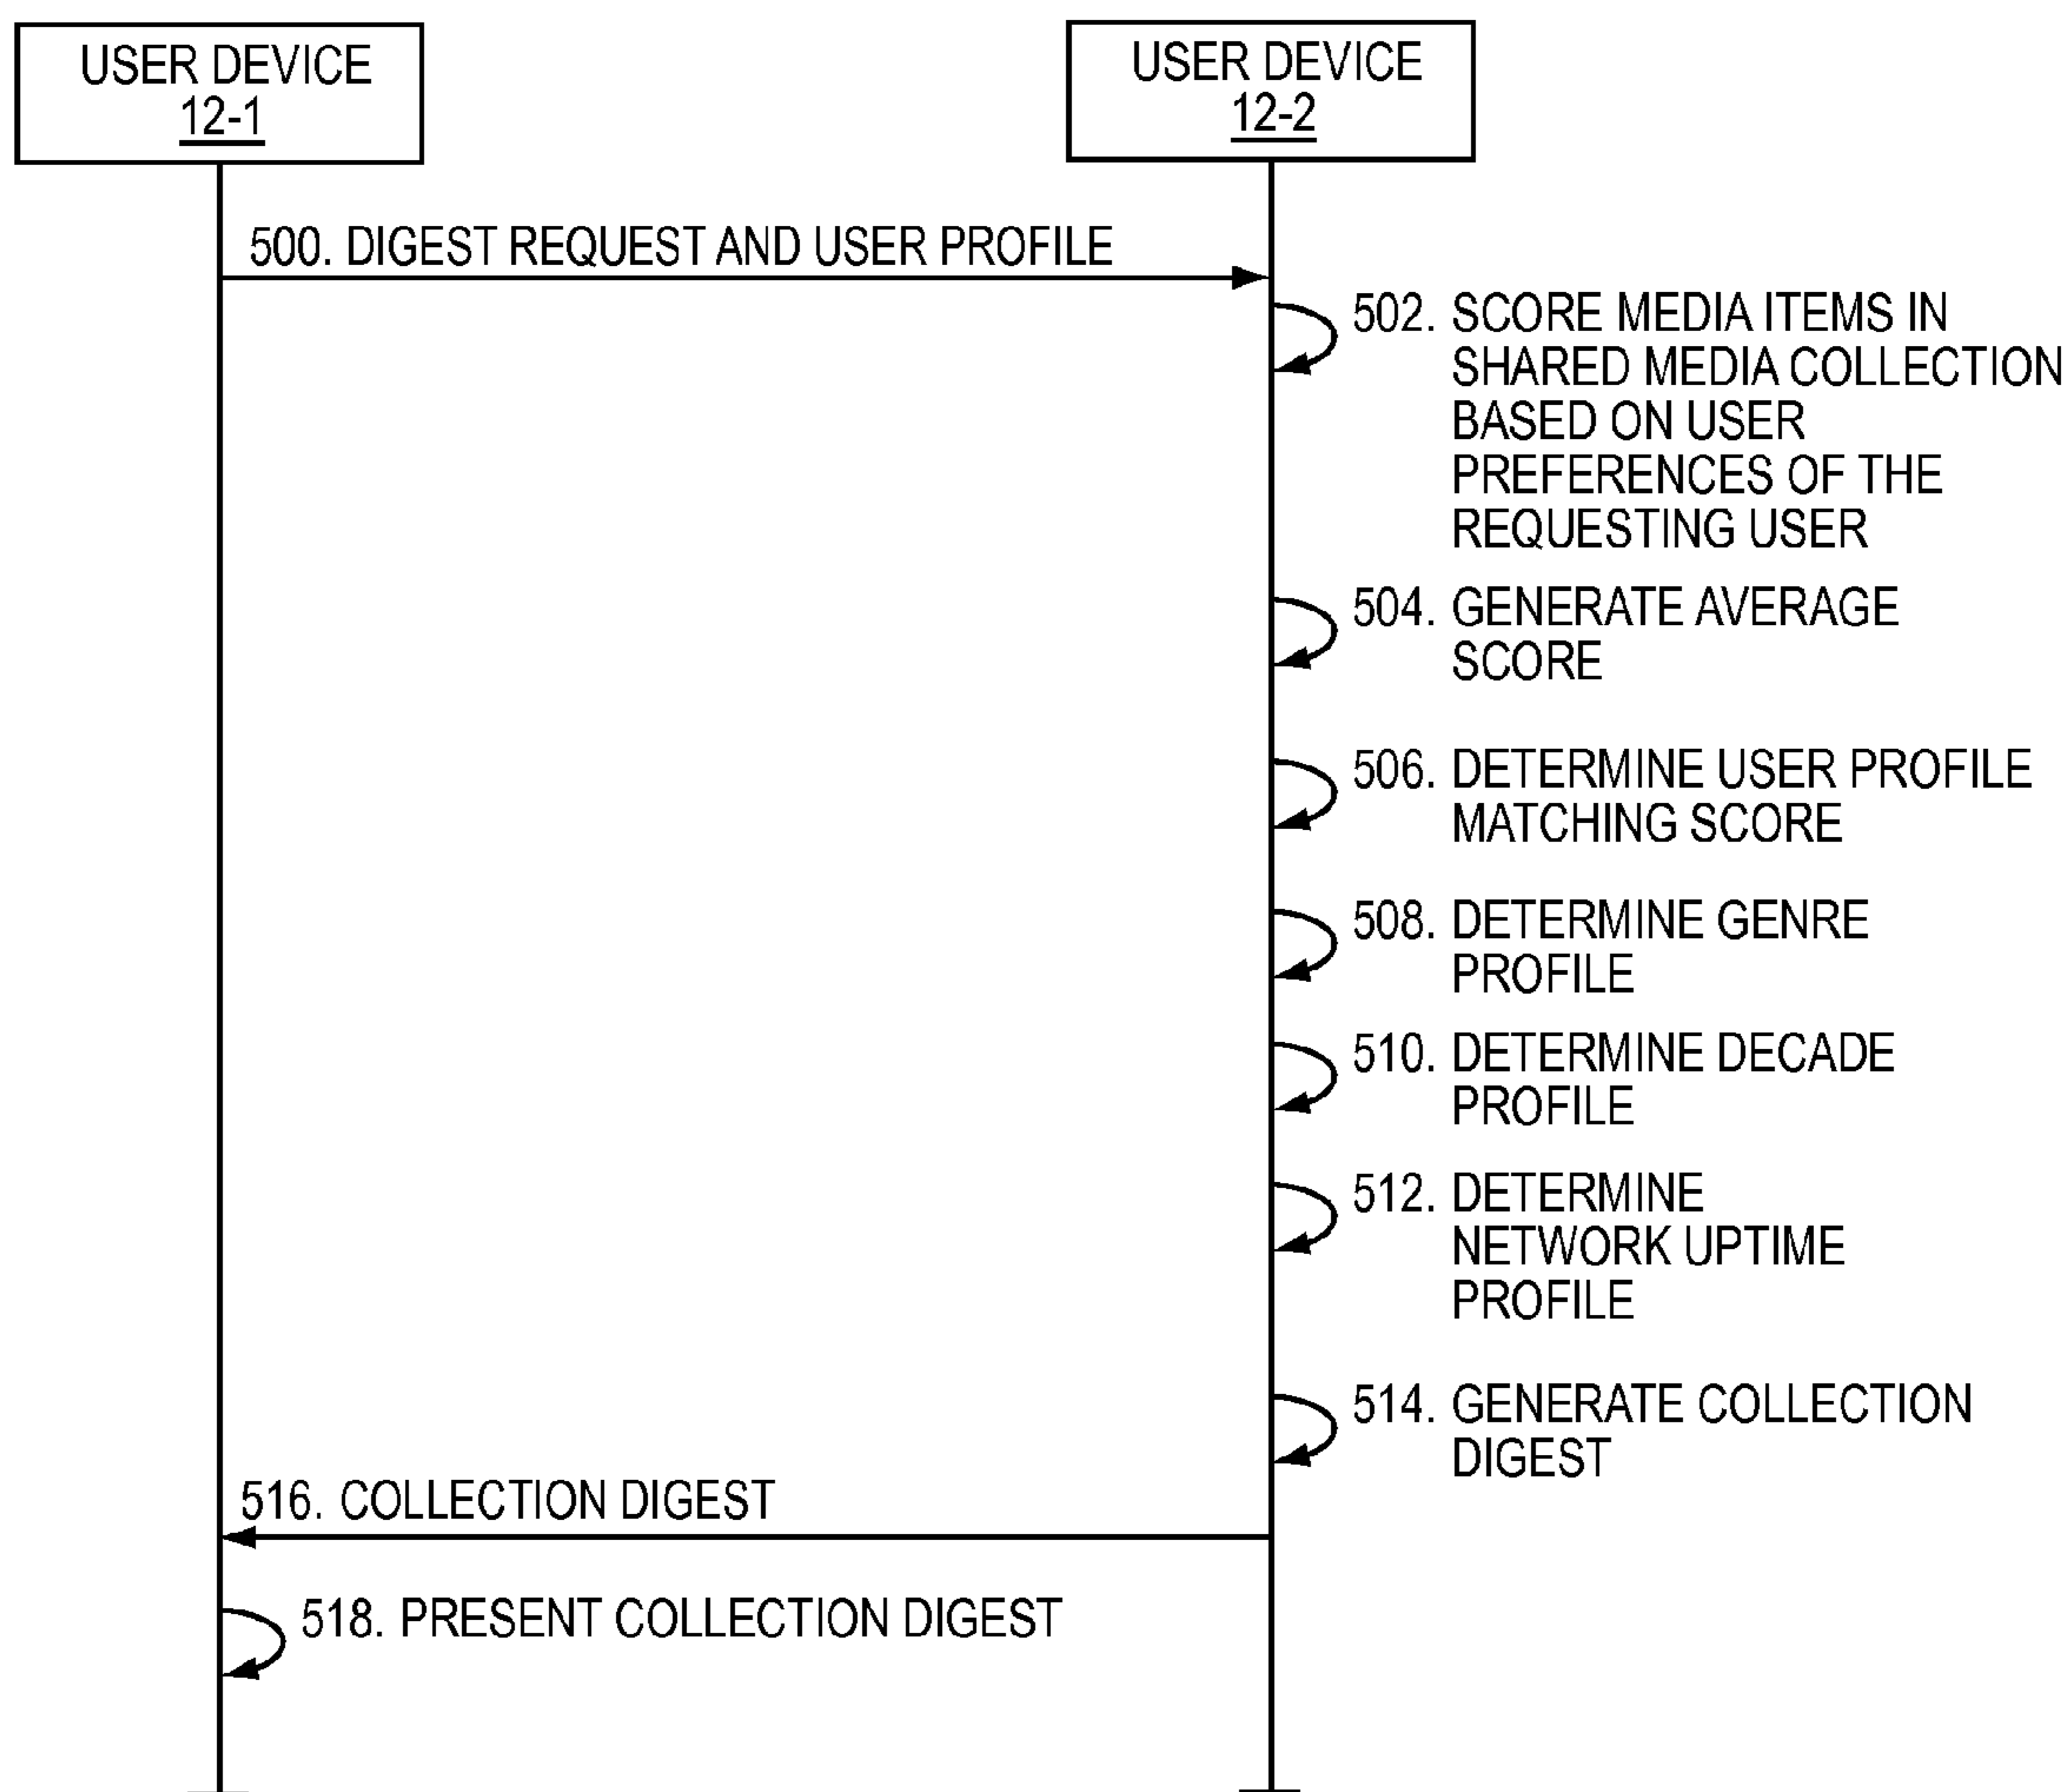 USER DEVICE
12-1
USER DEVICE
12-2
500. DIGEST REQUEST AND USER PROFILE
502. SCORE MEDIA ITEMS IN
SHARED MEDIA COLLECTION
BASED ON USER
PREFERENCES OF THE
REQUESTING USER
504. GENERATE AVERAGE
SCORE
506. DETERMINE USER PROFILE
MATCHING SCORE
508. DETERMINE GENRE
PROFILE
510. DETERMINE DECADE
PROFILE
512. DETERMINE
NETWORK UPTIME
PROFILE
514. GENERATE COLLECTION
DIGEST
516. COLLECTION DIGEST
518. PRESENT COLLECTION DIGEST